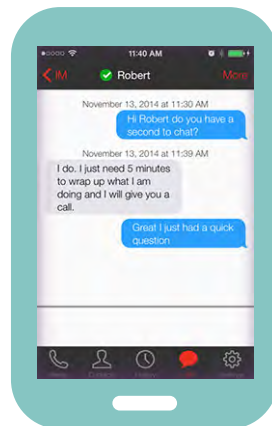 11:40 AM
IM
Robert
More
November 13, 2014 at 11:30 AM
Hi Robert do you have a
second to chat?
November 13, 2014 at 11:39 AM
I do. I just need 5 minutes
to wrap up what I am
doing and I will give you a
call.
Great I just had a quick
question